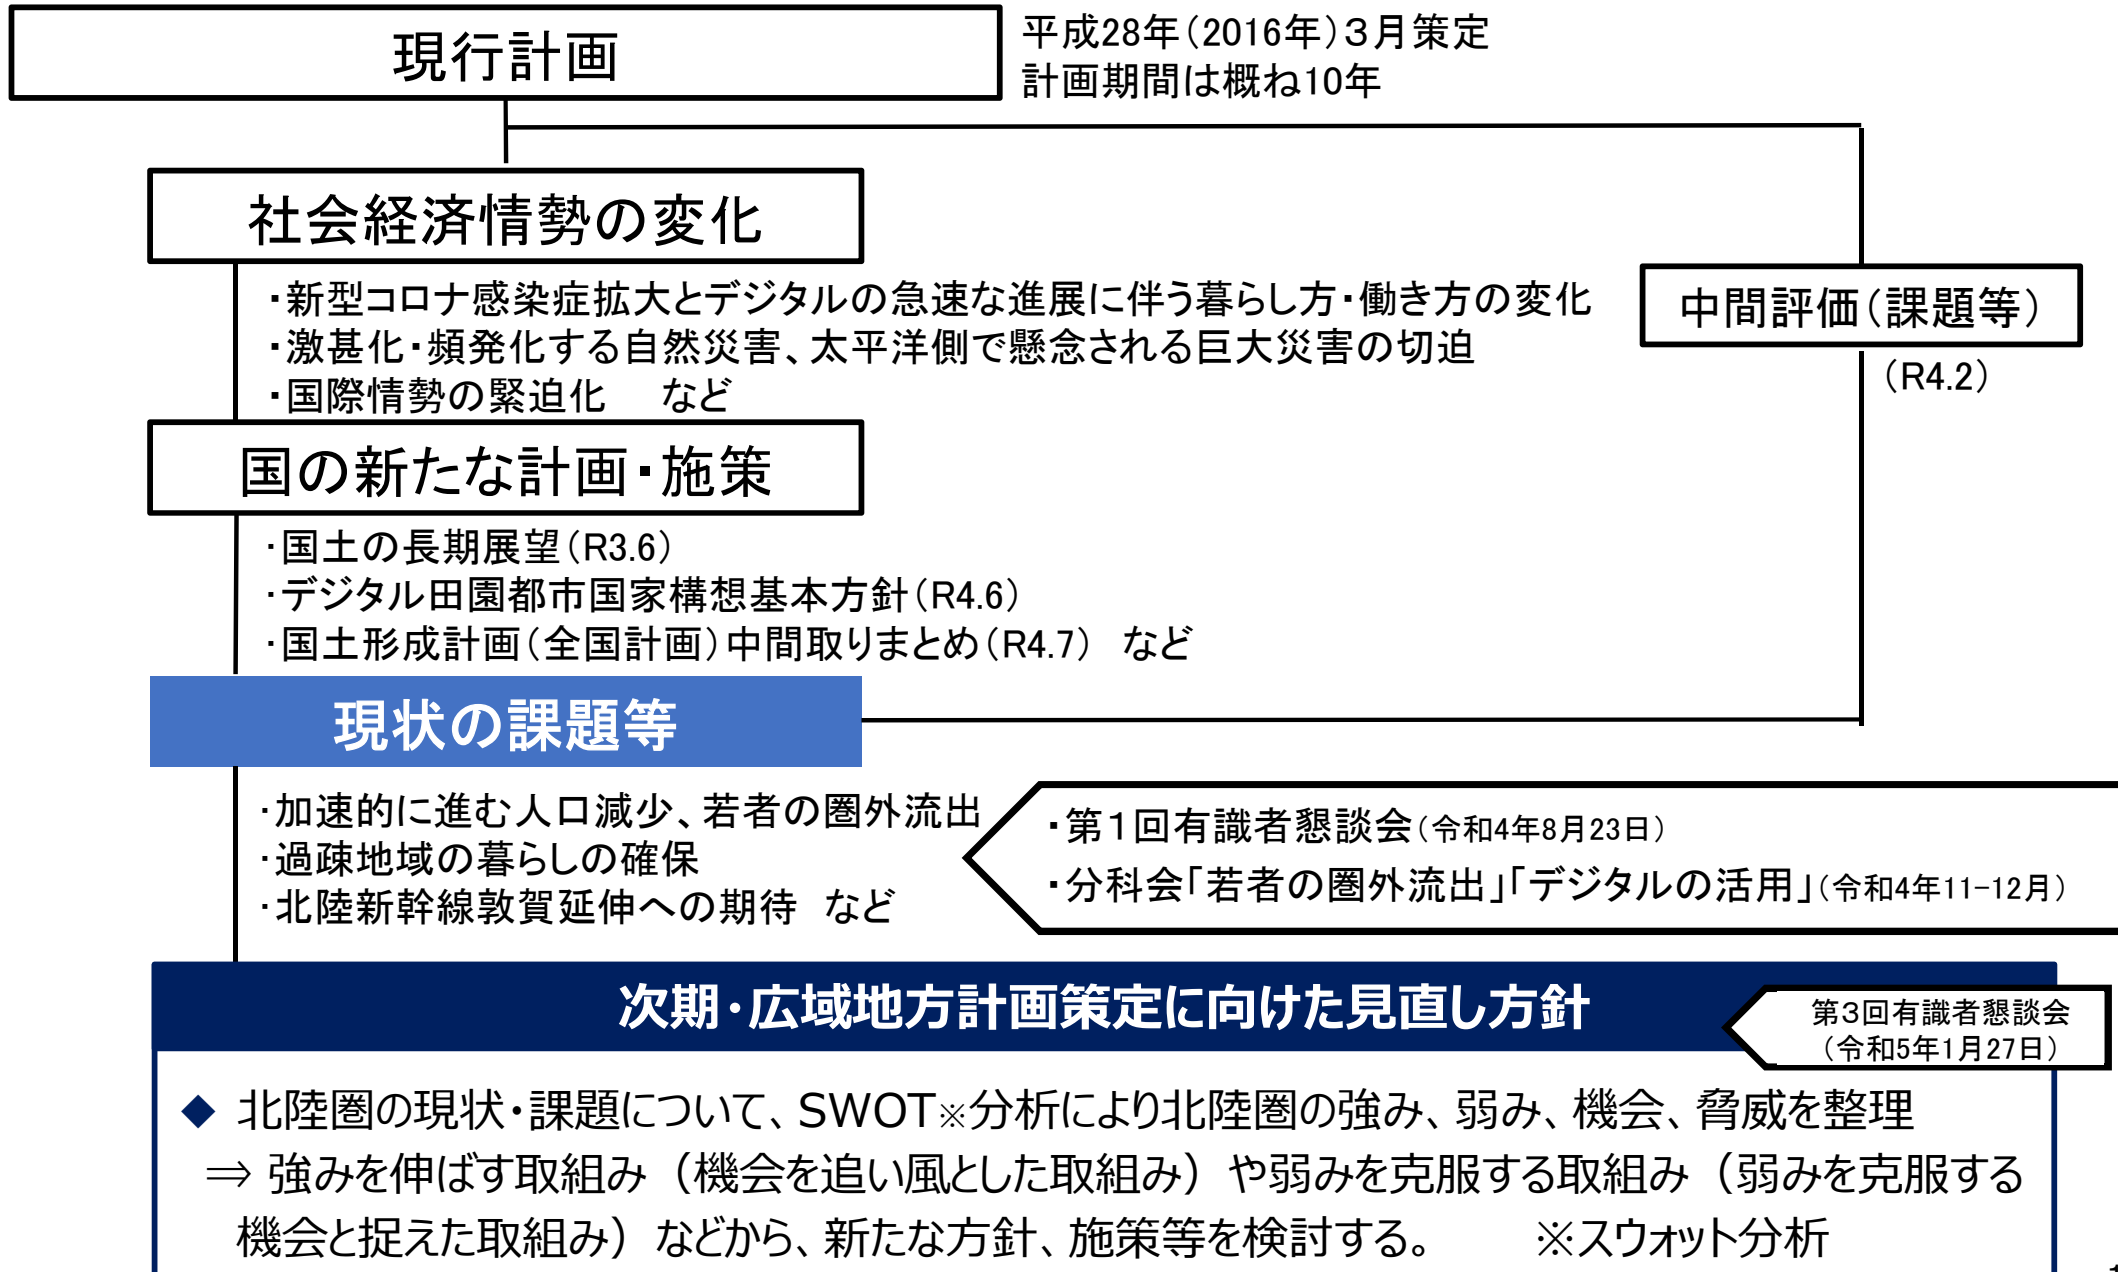 現行計画
平成28年（2016年）３月策定
計画期間は概ね10年
社会経済情勢の変化
・新型コロナ感染症拡大とデジタルの急速な進展に伴う暮らし方・働き方の変化
・激甚化・頻発化する自然災害、太平洋側で懸念される巨大災害の切迫
・国際情勢の緊迫化　など
中間評価（課題等）
（R4.2）
国の新たな計画・施策
・国土の長期展望（R3.6）
・デジタル田園都市国家構想基本方針（R4.6）
・国土形成計画（全国計画）中間取りまとめ（R4.7）　など
現状の課題等
・加速的に進む人口減少、若者の圏外流出
・過疎地域の暮らしの確保
・北陸新幹線敦賀延伸への期待　など
・第１回有識者懇談会（令和4年8月23日）
・分科会「若者の圏外流出」「デジタルの活用」（令和4年11-12月）
次期・広域地方計画策定に向けた見直し方針
第３回有識者懇談会
（令和5年1月27日）
◆ 北陸圏の現状・課題について、SWOT※分析により北陸圏の強み、弱み、機会、脅威を整理
⇒ 強みを伸ばす取組み（機会を追い風とした取組み）や弱みを克服する取組み（弱みを克服する
機会と捉えた取組み）などから、新たな方針、施策等を検討する。　※スウォット分析